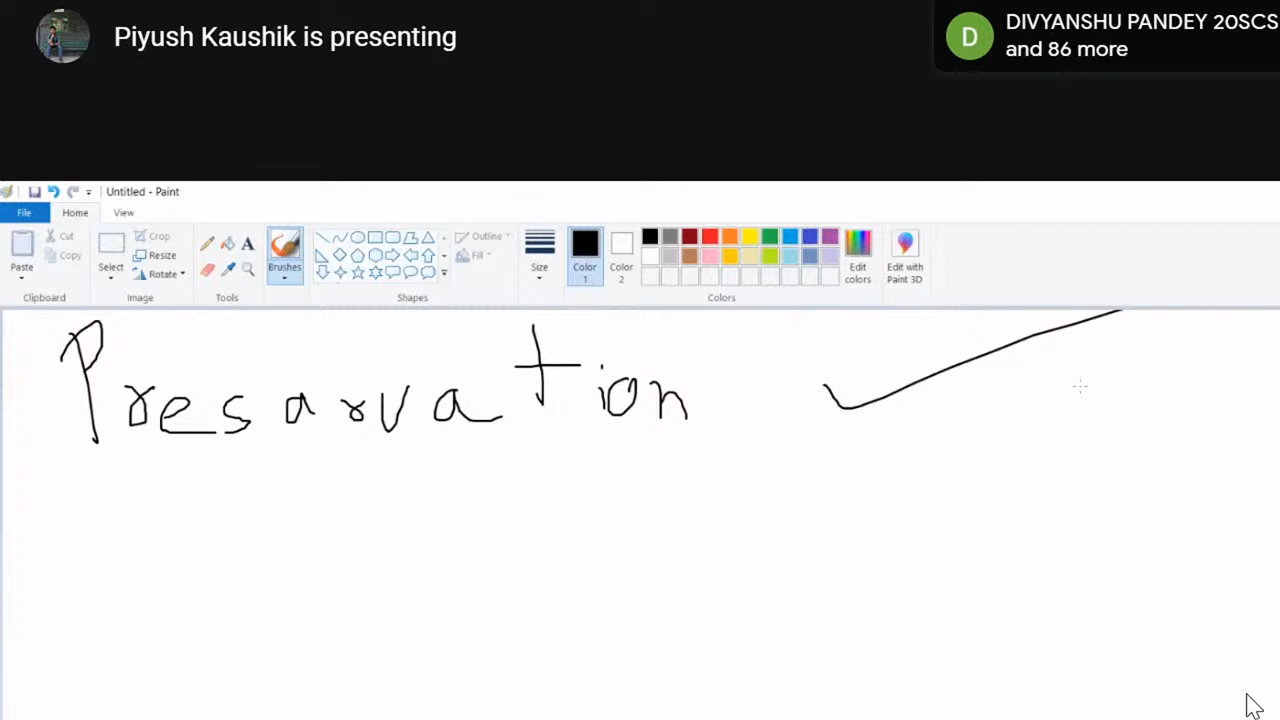 Piyush Kaushik is presenting
D
DIVYANSHU PANDEY 20SCS
and 86 more
Untitled - Paint
File Home View
Paste
Cut
Copy
Clipboard
Select
Crop
Resize
Rotate
Image
A
Tools
Brushes
Outline
Fill
Shapes
Size
Color
1
Color
2
Edit
colors
Colors
Edit with
Paint 3D
Presarvation